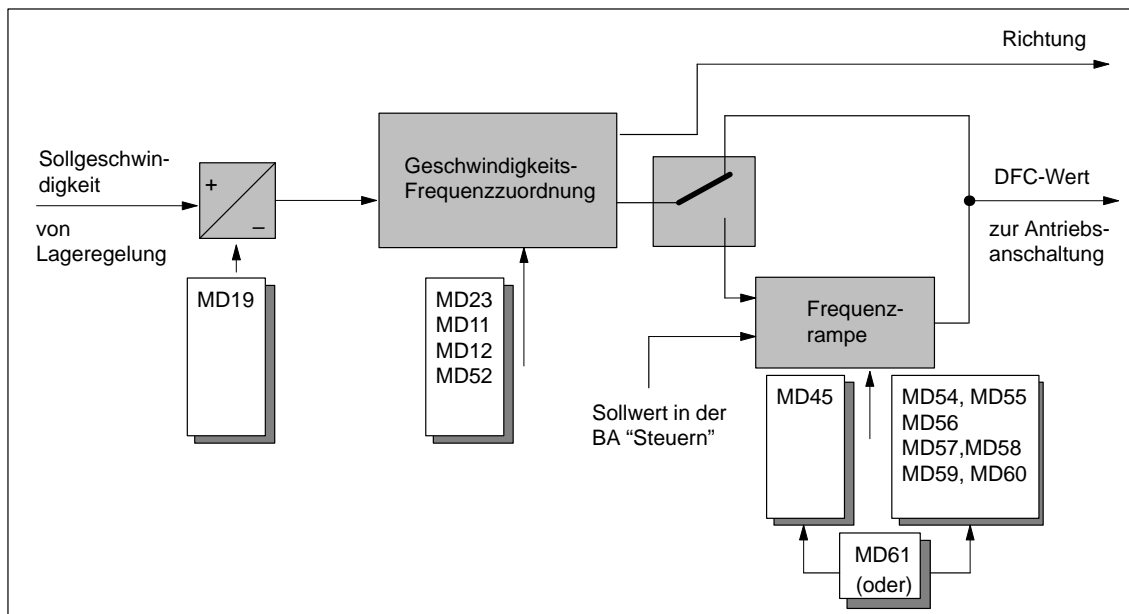 Richtung
Sollgeschwin-
digkeit
von
Lageregelung
+
–
Geschwindigkeits-
Frequenzzuordnung
DFC-Wert
zur Antriebs-
anschaltung
MD19
MD23
MD11
MD12
MD52
Frequenz-
rampe
Sollwert in der
BA “Steuern”
MD45
MD54, MD55
MD56
MD57,MD58
MD59, MD60
MD61
(oder)